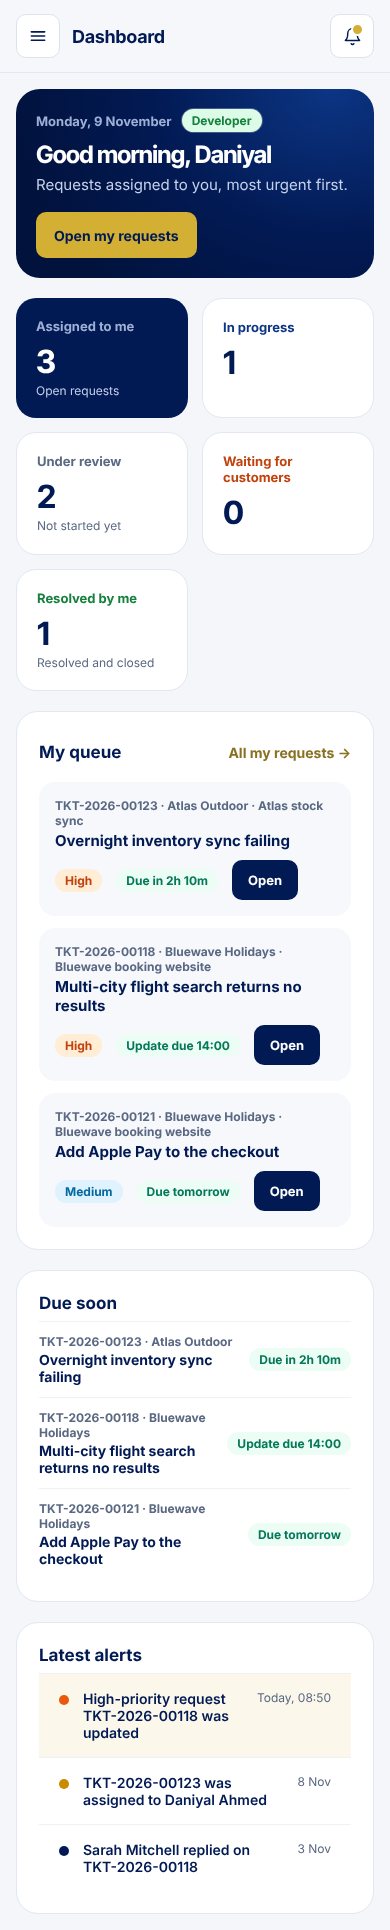 Dashboard
Monday, 9 November Developer
Good morning, Daniyal
Requests assigned to you, most urgent first.
Open my requests
Assigned to me
3
Open requests
In progress
1
Under review
2
Not started yet
Waiting for
customers
0
Resolved by me
1
Resolved and closed
My queue All my requests →
TKT-2026-00123 · Atlas Outdoor · Atlas stock
sync
Overnight inventory sync failing
High Due in 2h 10m Open
TKT-2026-00118 · Bluewave Holidays ·
Bluewave booking website
Multi-city flight search returns no
results
High Update due 14:00 Open
TKT-2026-00121 · Bluewave Holidays ·
Bluewave booking website
Add Apple Pay to the checkout
Medium Due tomorrow Open
Due soon
TKT-2026-00123 · Atlas Outdoor
Overnight inventory sync
failing
Due in 2h 10m
TKT-2026-00118 · Bluewave
Holidays
Multi-city flight search
returns no results
Update due 14:00
TKT-2026-00121 · Bluewave
Holidays
Add Apple Pay to the
checkout
Due tomorrow
Latest alerts
High-priority request
TKT-2026-00118 was
updated
Today, 08:50
TKT-2026-00123 was
assigned to Daniyal Ahmed
8 Nov
Sarah Mitchell replied on
TKT-2026-00118
3 Nov